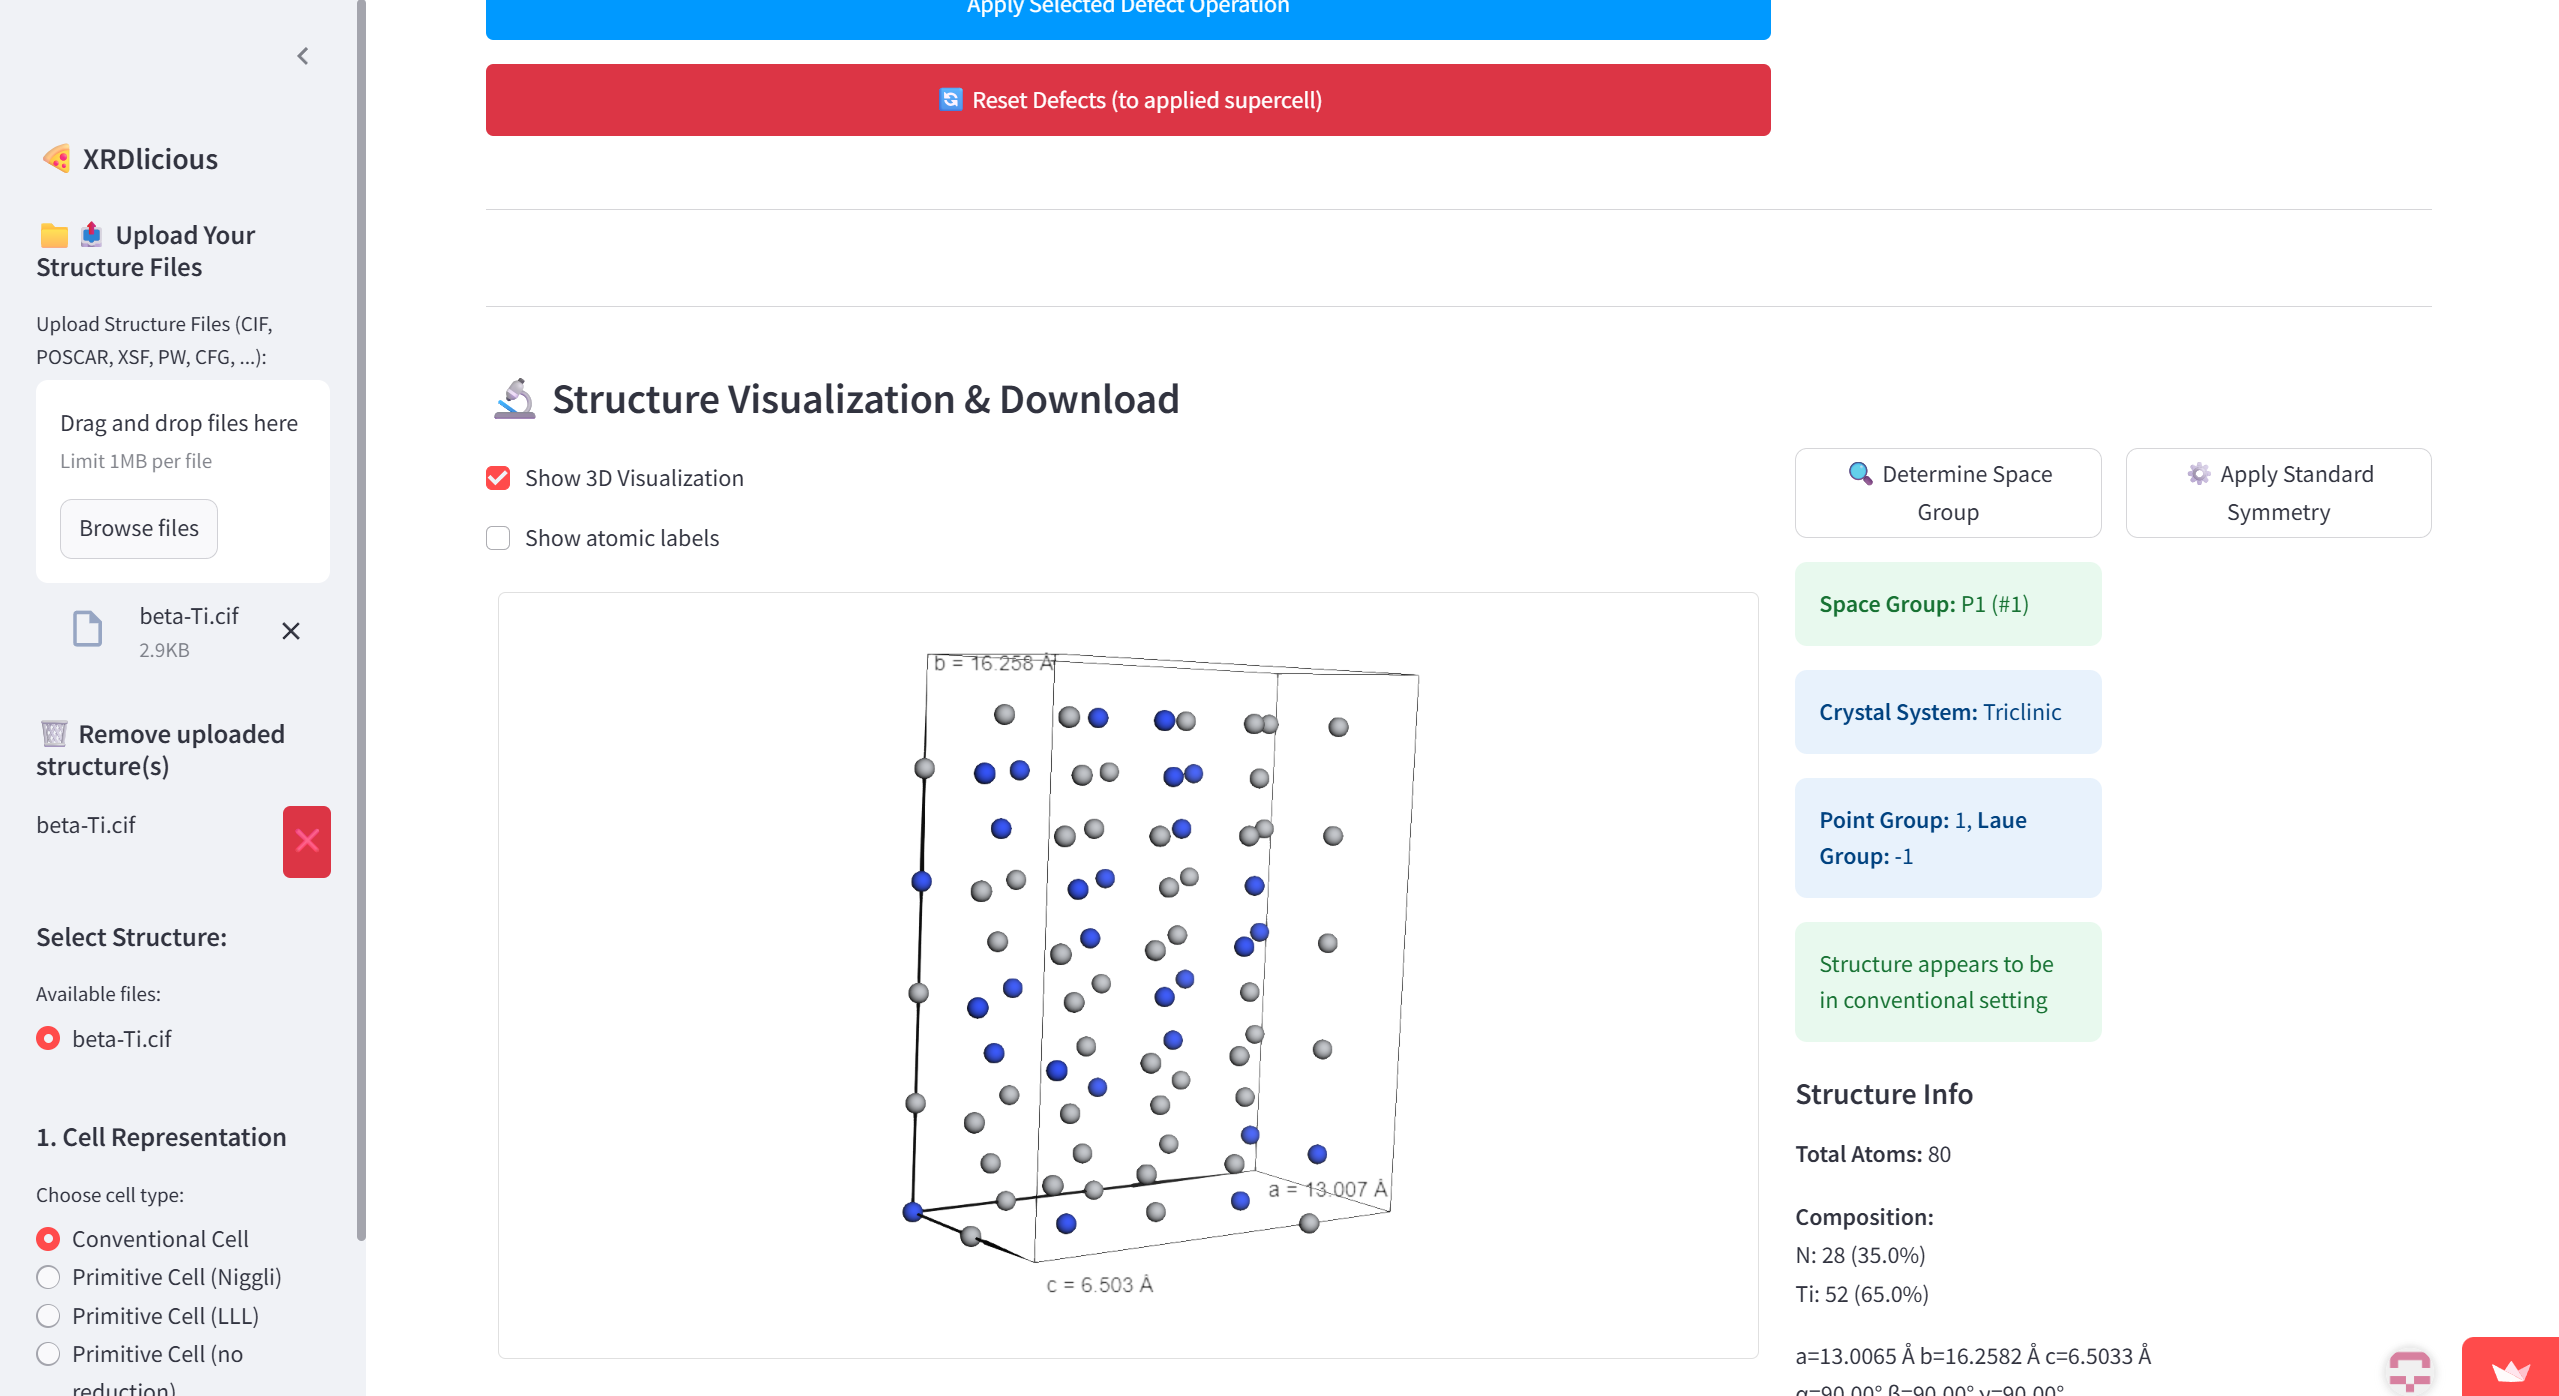 XRDlicious
Upload Your
Structure Files
Upload Structure Files (CIF,
POSCAR, XSF, PW, CFG, ...):
Drag and drop files here
Limit 1MB per file
Browse files
beta-Ti.cif
2.9KB
Remove uploaded
structure(s)
beta-Ti.cif
Select Structure:
Available files:
beta-Ti.cif
1. Cell Representation
Choose cell type:
Conventional Cell
Primitive Cell (Niggli)
Primitive Cell (LLL)
Primitive Cell (no
reduction)
Apply Selected Defect Operation
Reset Defects (to applied supercell)
Structure Visualization & Download
Show 3D Visualization
Show atomic labels
b = 16.258 Å
a = 13.007 Å
c = 6.503 Å
Determine Space
Group
Apply Standard
Symmetry
Space Group: P1 (#1)
Crystal System: Triclinic
Point Group: 1, Laue
Group: -1
Structure appears to be
in conventional setting
Structure Info
Total Atoms: 80
Composition:
N: 28 (35.0%)
Ti: 52 (65.0%)
a=13.0065 Å b=16.2582 Å c=6.5033 Å
α=90.00° β=90.00° γ=90.00°